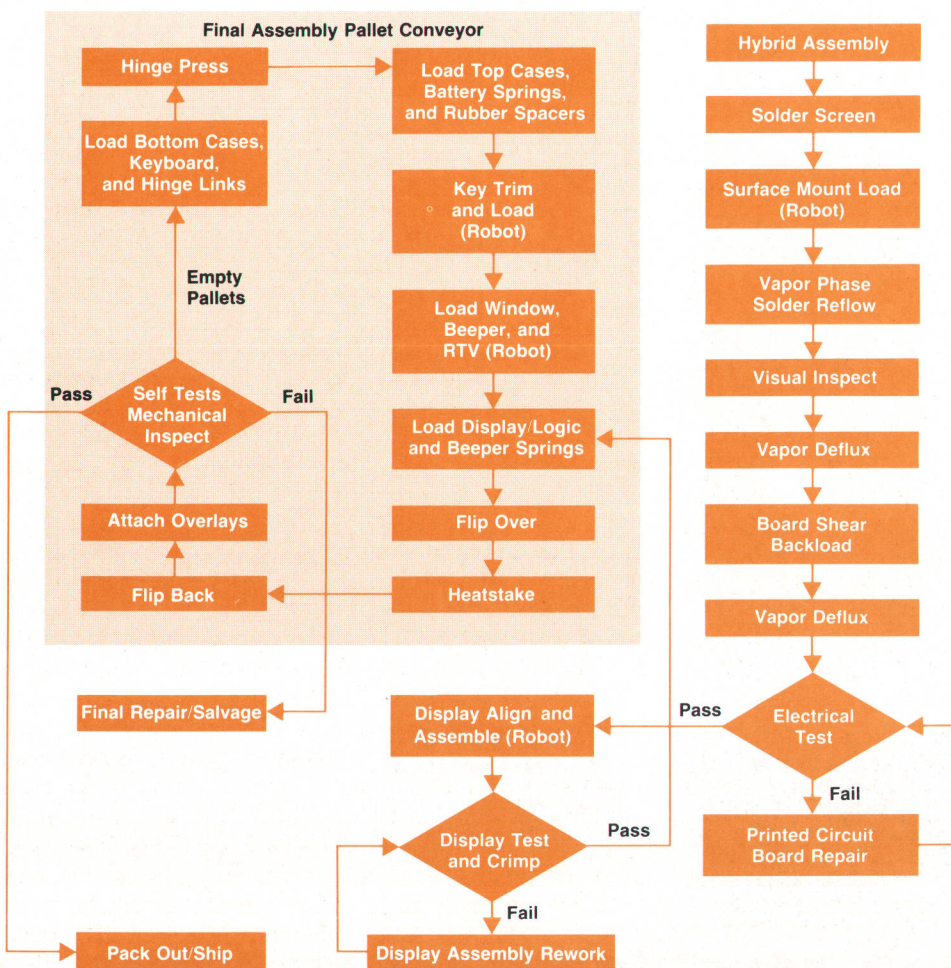 Final Assembly Pallet Conveyor
Hinge Press
Load Bottom Cases,
Keyboard,
and Hinge Links
Empty
Pallets
Pass
Self Tests
Mechanical
Inspect
Fail
Attach Overlays
Flip Back
Load Top Cases,
Battery Springs,
and Rubber Spacers
Key Trim
and Load
(Robot)
Load Window,
Beeper, and
RTV (Robot)
Load Display/Logic
and Beeper Springs
Flip Over
Heatstake
Final Repair/Salvage
Pack Out/Ship
Hybrid Assembly
Solder Screen
Surface Mount Load
(Robot)
Vapor Phase
Solder Reflow
Visual Inspect
Vapor Deflux
Board Shear
Backload
Vapor Deflux
Electrical
Test
Pass
Fail
Printed Circuit
Board Repair
Display Align and
Assemble (Robot)
Display Test
and Crimp
Pass
Fail
Display Assembly Rework